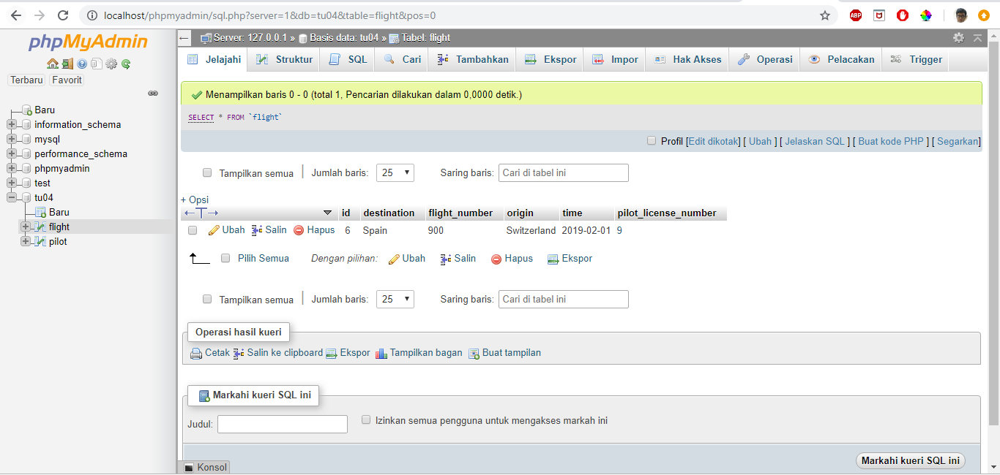 localhost/phpmyadmin/sql.php?server=1&db=tu04&table=flight&pos=0
ABP
phpMyAdmin
Terbaru Favorit
Baru
information_schema
mysql
performance_schema
phpmyadmin
test
tu04
Baru
flight
pilot
Server: 127.0.0.1 » Basis data: tu04 » Tabel: flight
Jelajahi Struktur SQL Cari Tambahkan Ekspor Impor Hak Akses Operasi Pelacakan Trigger
Menampilkan baris 0 - 0 (total 1, Pencarian dilakukan dalam 0,0000 detik.)
SELECT * FROM `flight`
Profil [Edit dikotak] [ Ubah ] [ Jelaskan SQL ] [ Buat kode PHP ] [ Segarkan]
Tampilkan semua Jumlah baris: 25 Saring baris: Cari di tabel ini
+ Opsi
←T→ id destination flight_number origin time pilot_license_number
Ubah Salin Hapus 6 Spain 900 Switzerland 2019-02-01 9
Pilih Semua Dengan pilihan: Ubah Salin Hapus Ekspor
Tampilkan semua Jumlah baris: 25 Saring baris: Cari di tabel ini
Operasi hasil kueri
Cetak Salin ke clipboard Ekspor Tampilkan bagan Buat tampilan
Markahi kueri SQL ini
Judul: Izinkan semua pengguna untuk mengakses markah ini
Markahi kueri SQL ini
Konsol